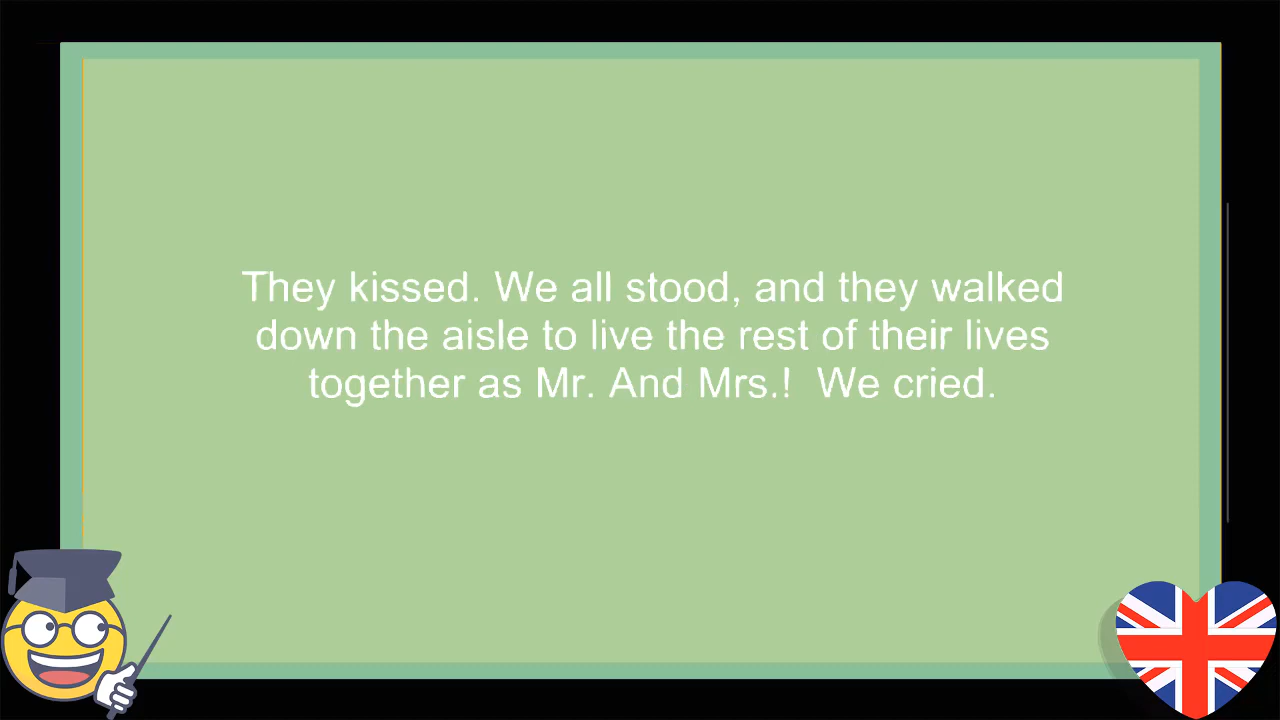 They kissed. We all stood, and they walked
down the aisle to live the rest of their lives
together as Mr. And Mrs.!  We cried.